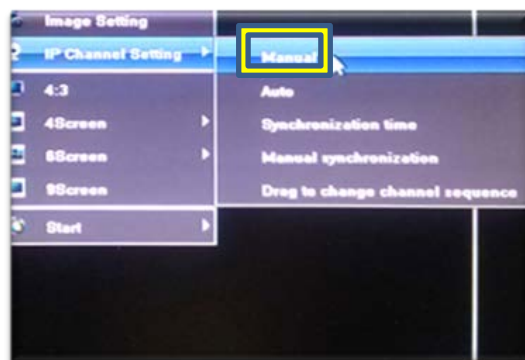 Image Setting
IP Channel Setting
4:3
4Screen
8Screen
9Screen
Start
Manual
Auto
Synchronization time
Manual synchronization
Drag to change channel sequence